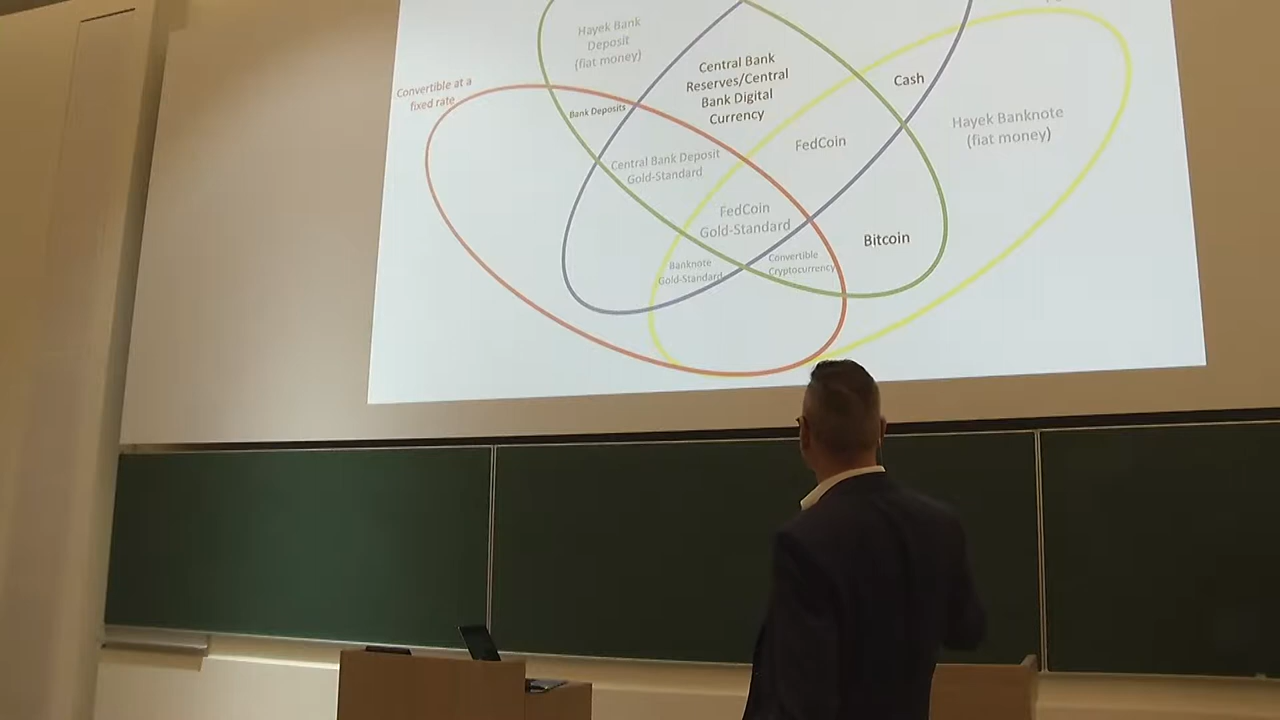 Hayek Bank
Deposit
(fiat money)
Central Bank
Reserves/Central
Bank Digital
Currency
Cash
Convertible at a
fixed rate
Bank Deposits
Hayek Banknote
(fiat money)
FedCoin
Central Bank Deposit
Gold-Standard
FedCoin
Gold-Standard
Bitcoin
Banknote
Gold-Standard
Convertible
Cryptocurrency